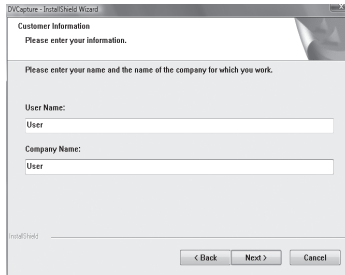 DVCapture - InstallShield Wizard
Customer Information
Please enter your information.
Please enter your name and the name of the company for which you work.
User Name:
User
Company Name:
User
InstallShield
< Back Next > Cancel